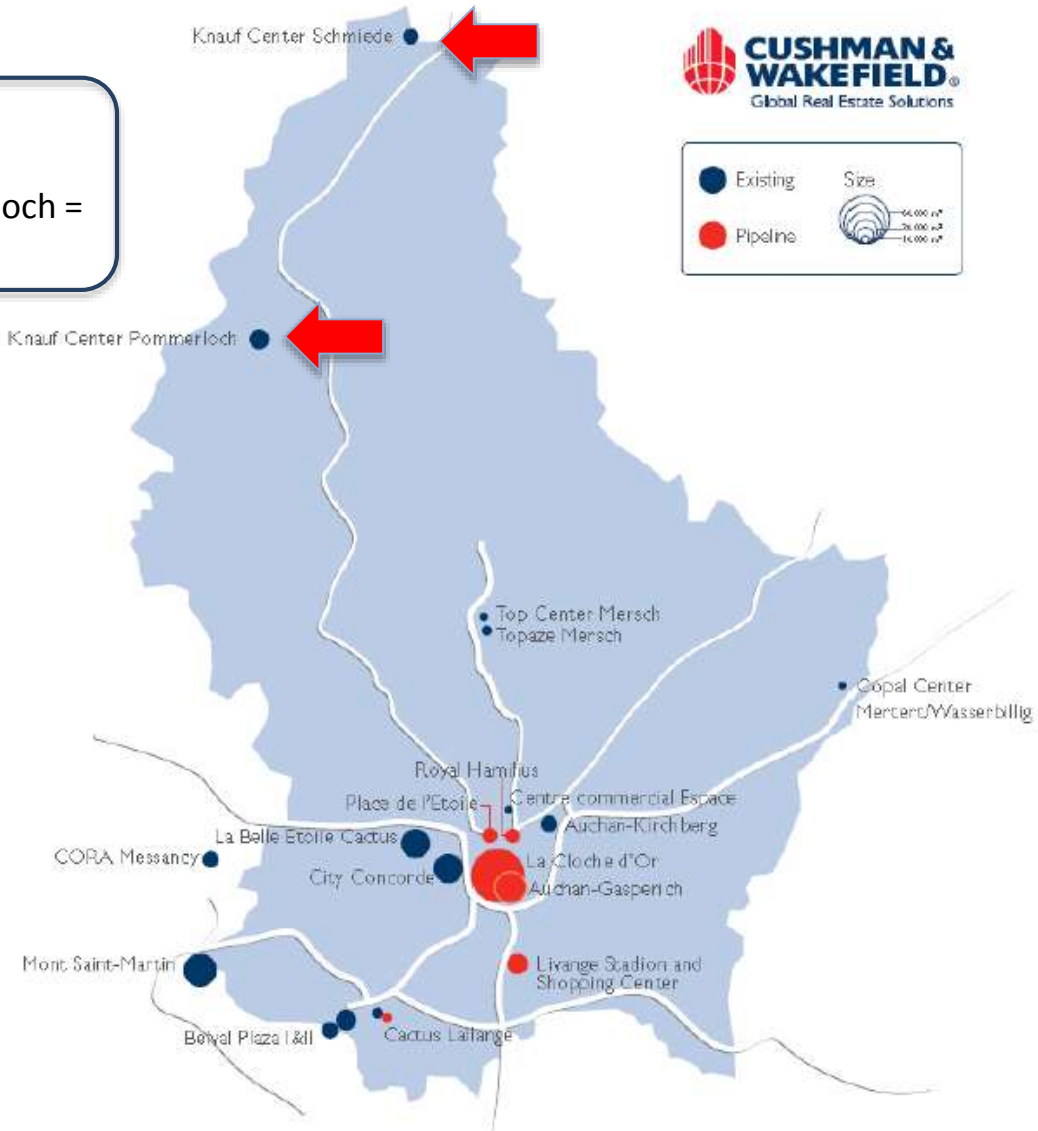 Knauf Center Schmiede
CUSHMAN &
WAKEFIELD®
Global Real Estate Solutions
Existing
Size
Pipeline
och =
Knauf Center Pommerloch
Top Center Mersch
Topaze Mersch
Copal Center
Mertert/Wasserbillig
Royal Hamilius
Place de l'Etoile
Centre commercial Espace
Auchan-Kirchberg
La Belle Etoile Cactus
CORA Messancy
City Concorde
La Cloche d'Or
Auchan-Gasperich
Mont Saint-Martin
Livange Stadion and
Shopping Center
Belval Plaza I&II
Cactus Lallange